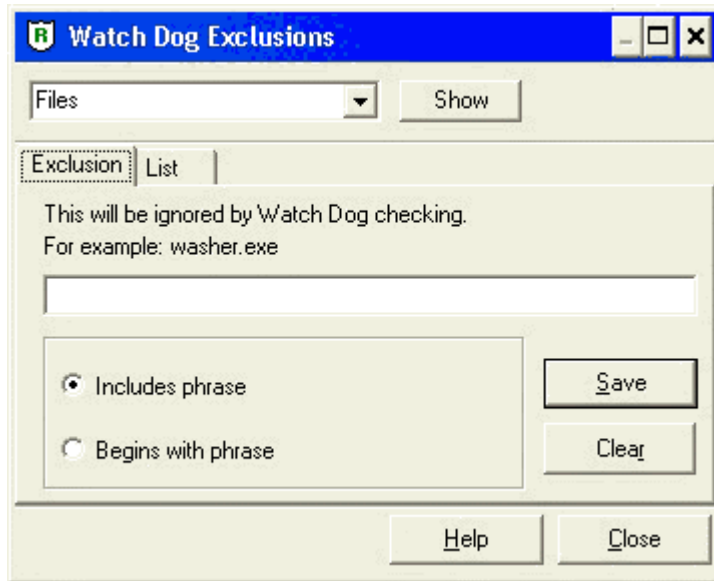 R Watch Dog Exclusions
Files Show
Exclusion List
This will be ignored by Watch Dog checking.
For example: washer.exe
Includes phrase Save
Begins with phrase Clear
Help Close